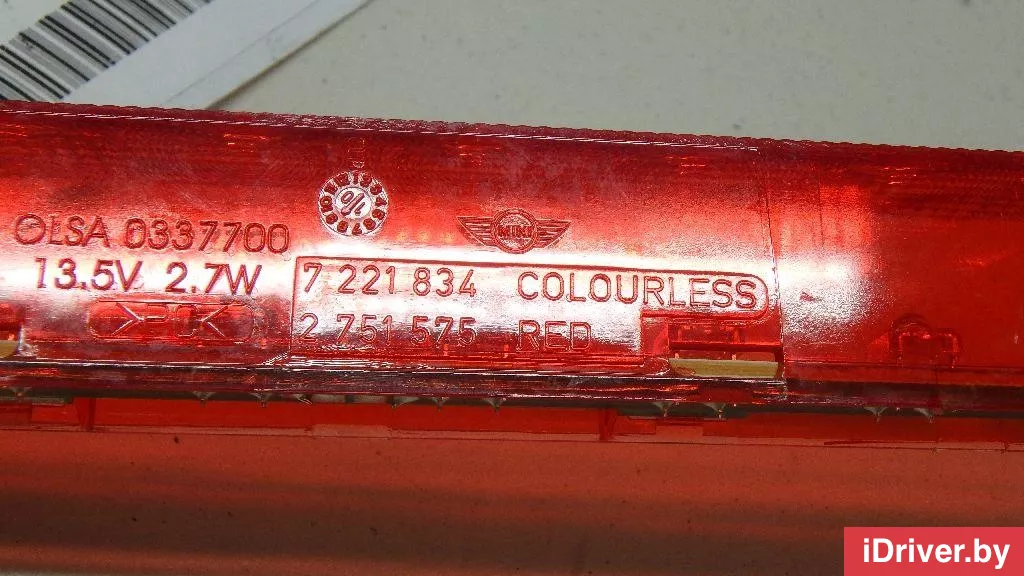 OLSA 0337700
13.5V 2.7W
MINI
7 221 834 COLOURLESS
2 751 575 RED
iDriver.by